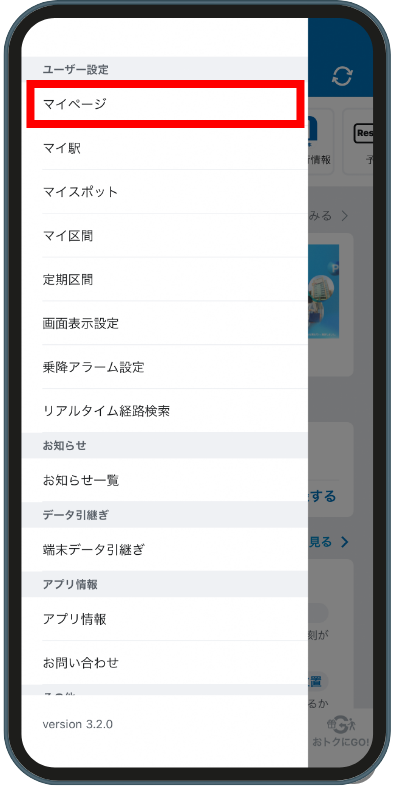 ユーザー設定
マイページ
マイ駅
マイスポット
マイ区間
定期区間
画面表示設定
乗降アラーム設定
リアルタイム経路検索
お知らせ
お知らせ一覧
データ引継ぎ
端末データ引継ぎ
アプリ情報
アプリ情報
お問い合わせ
version 3.2.0
Res
情報
みる
する
見る
刻が
置
るか
おトクにGO!